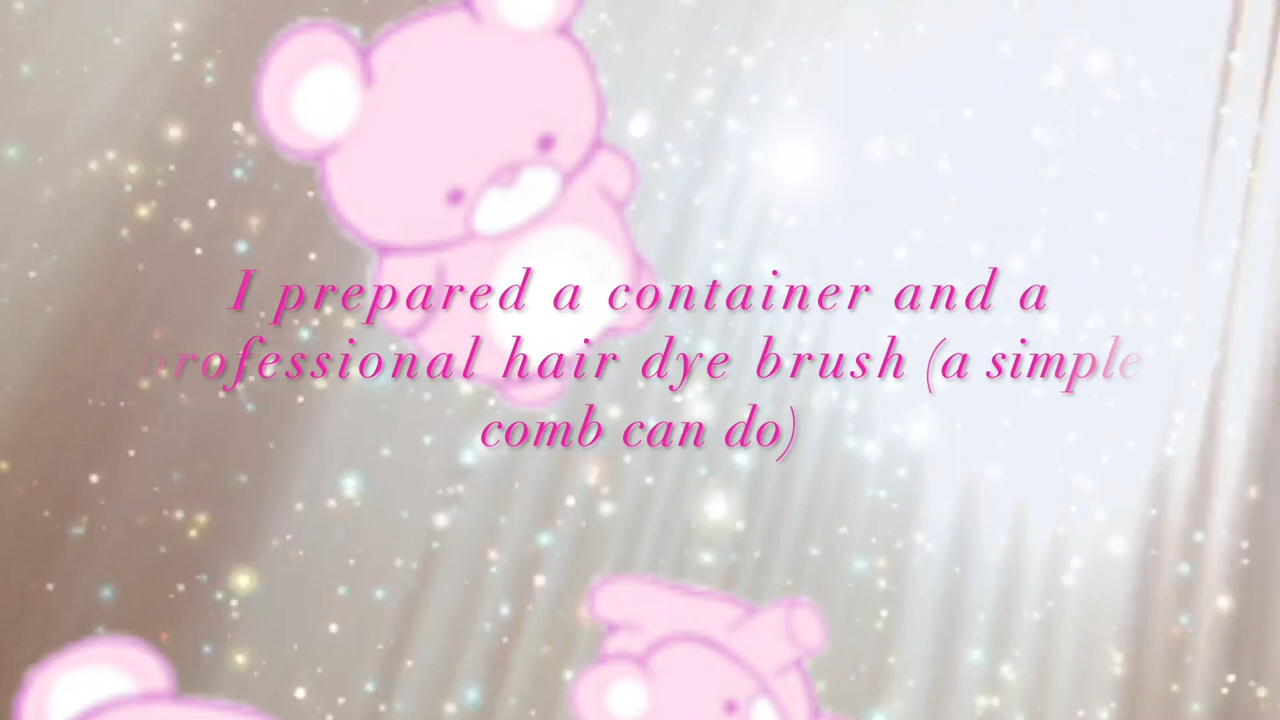 I prepared a container and a
professional hair dye brush (a simple
comb can do)